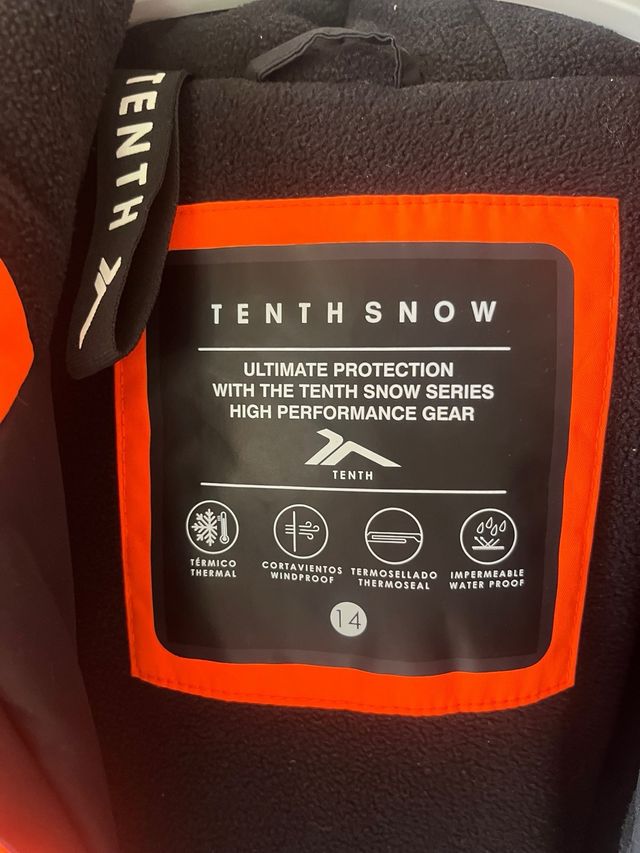 TENTH
TENTH SNOW
ULTIMATE PROTECTION
WITH THE TENTH SNOW SERIES
HIGH PERFORMANCE GEAR
TENTH
TÉRMICO
THERMAL
CORTAVIENTOS
WINDPROOF
TERMOSELLADO
THERMOSEAL
IMPERMEABLE
WATER PROOF
14